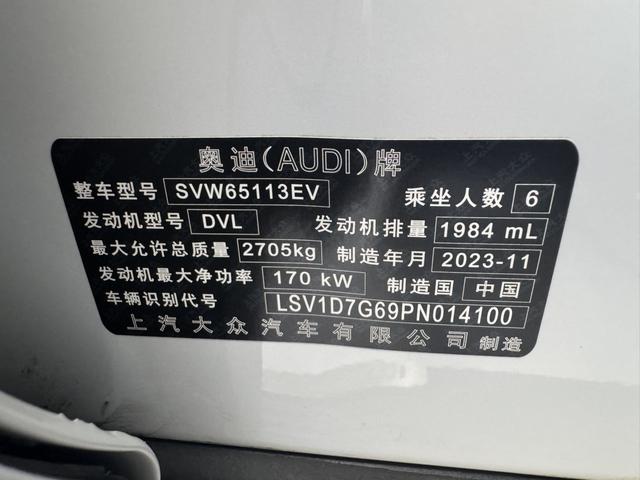 奥迪(AUDI)牌
整车型号 SVW65113EV 乘坐人数 6
发动机型号 DVL 发动机排量 1984 mL
最大允许总质量 2705kg 制造年月 2023-11
发动机最大净功率 170 kW 制造国 中国
车辆识别代号 LSV1D7G69PN014100
上汽大众汽车有限公司 制造